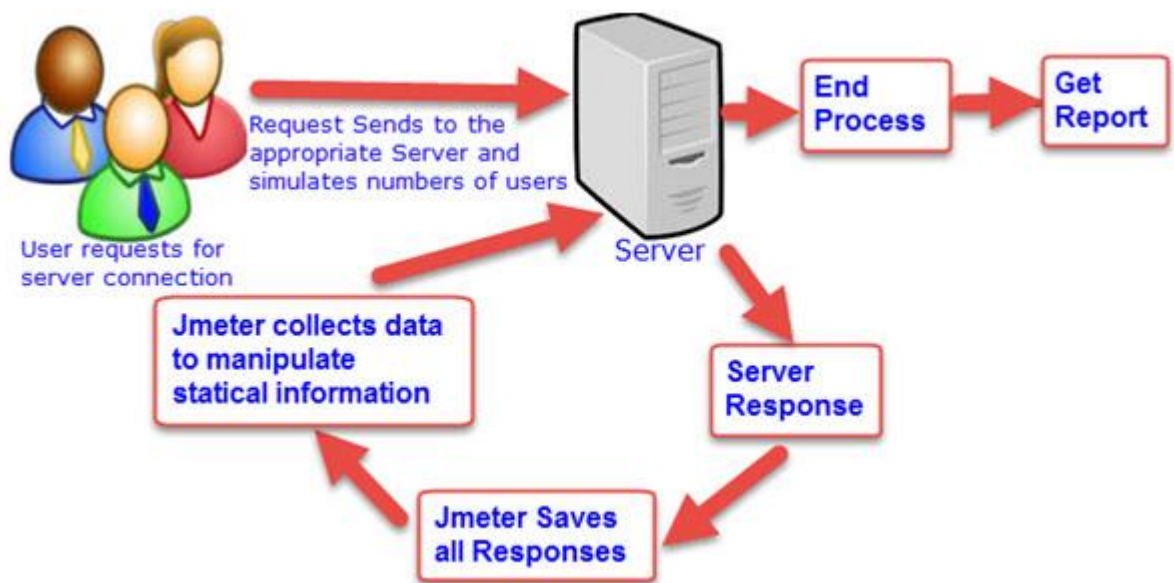 Request Sends to the
appropriate Server and
simulates numbers of users
User requests for
server connection
Server
End
Process
Get
Report
Server
Response
Jmeter Saves
all Responses
Jmeter collects data
to manipulate
statical information